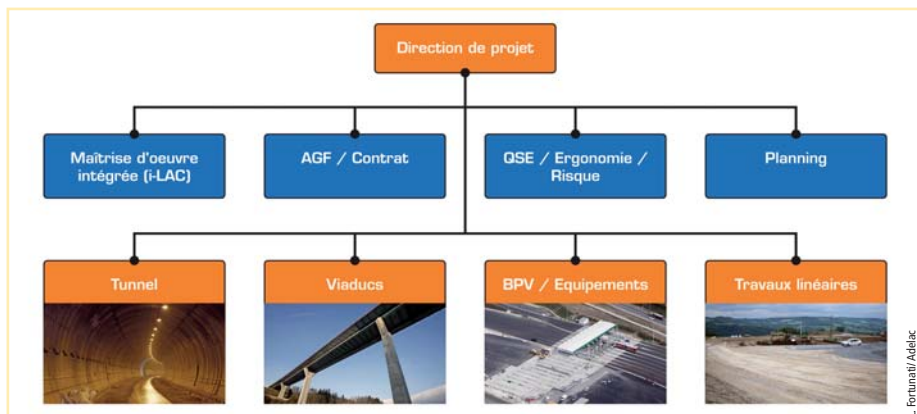 Direction de projet
Maîtrise d'oeuvre
intégrée (i-LAC)
AGF / Contrat
QSE / Ergonomie /
Risque
Planning
Tunnel
Viaducs
BPV / Equipements
Travaux linéaires
Fortunati/ Adelac